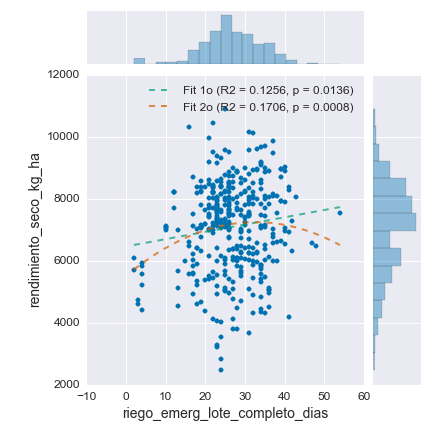 12000
10000
8000
6000
4000
2000
rendimiento_seco_kg_ha
Fit 1o (R2 = 0.1256, p = 0.0136)
Fit 2o (R2 = 0.1706, p = 0.0008)
−10 0 10 20 30 40 50 60
riego_emerg_lote_completo_dias